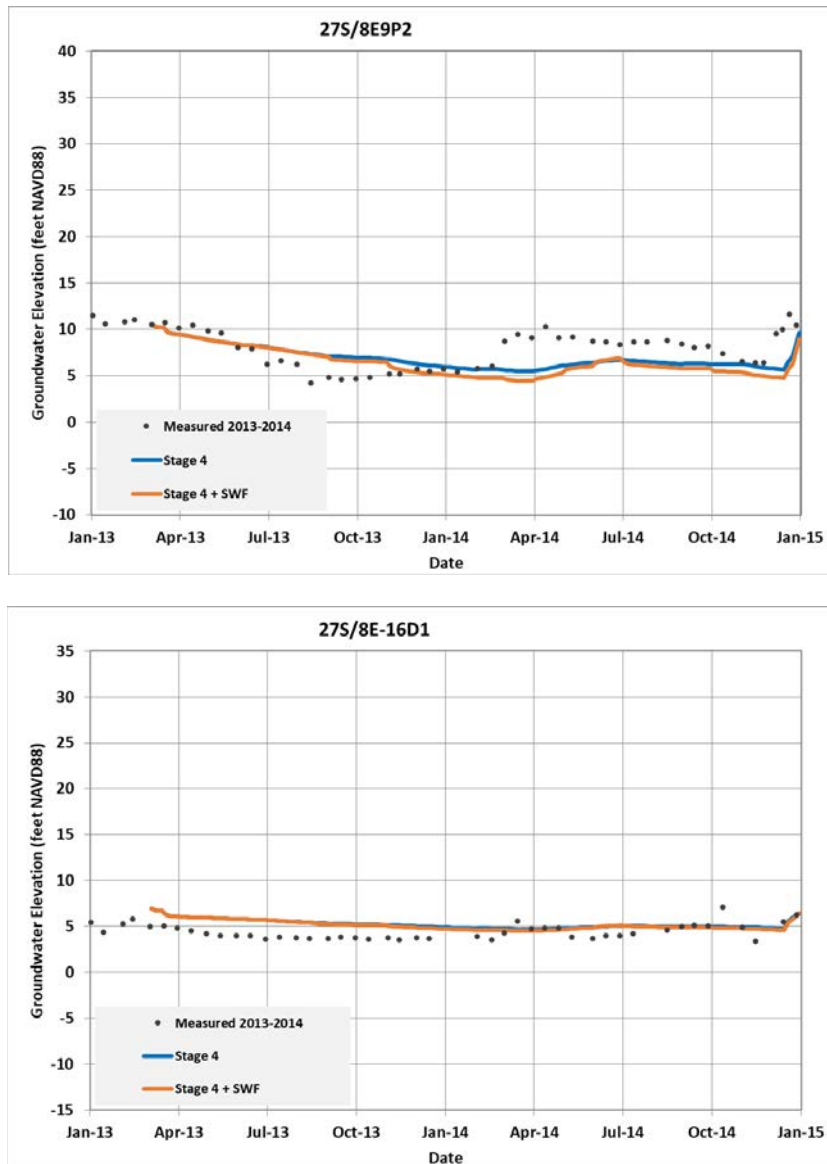 27S/8E9P2
40
35
30
25
20
15
10
5
0
-5
-10
Groundwater Elevation (feet NAVD88)
Measured 2013-2014
Stage 4
Stage 4 + SWF
Jan-13 Apr-13 Jul-13 Oct-13 Jan-14 Apr-14 Jul-14 Oct-14 Jan-15
Date
27S/8E-16D1
35
30
25
20
15
10
5
0
-5
-10
-15
Groundwater Elevation (feet NAVD88)
Measured 2013-2014
Stage 4
Stage 4 + SWF
Jan-13 Apr-13 Jul-13 Oct-13 Jan-14 Apr-14 Jul-14 Oct-14 Jan-15
Date